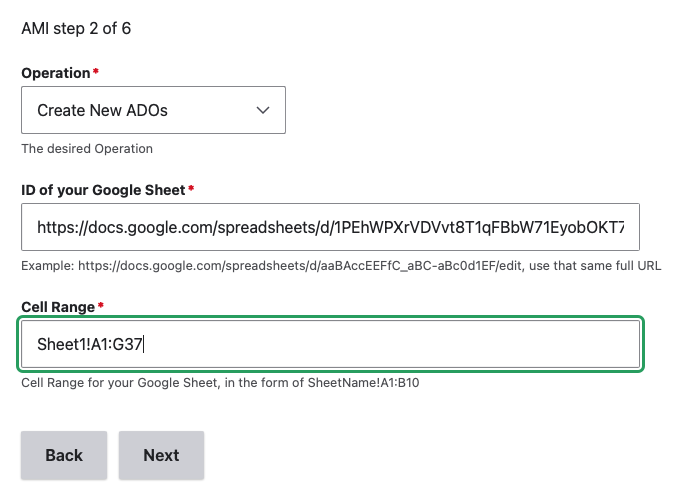 AMI step 2 of 6
Operation*
Create New ADOs
The desired Operation
ID of your Google Sheet*
https://docs.google.com/spreadsheets/d/1PEhWPXrVDVvt8T1qFBbW71EyobOKT7
Example: https://docs.google.com/spreadsheets/d/aaBAccEEFfC_aBC-aBc0d1EF/edit, use that same full URL
Cell Range*
Sheet1!A1:G37
Cell Range for your Google Sheet, in the form of SheetName!A1:B10
Back Next